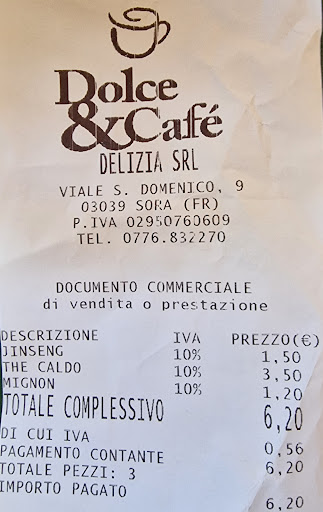 Dolce
&Café
DELIZIA SRL
VIALE S. DOMENICO, 9
03039 SORA (FR)
P.IVA 02950760609
TEL. 0776.832270
DOCUMENTO COMMERCIALE
di vendita o prestazione
DESCRIZIONE IVA PREZZO(€)
JINSENG 10% 1,50
THE CALDO 10% 3,50
MIGNON 10% 1,20
TOTALE COMPLESSIVO 6,20
DI CUI IVA 0,56
PAGAMENTO CONTANTE 6,20
TOTALE PEZZI: 3
IMPORTO PAGATO 6,20